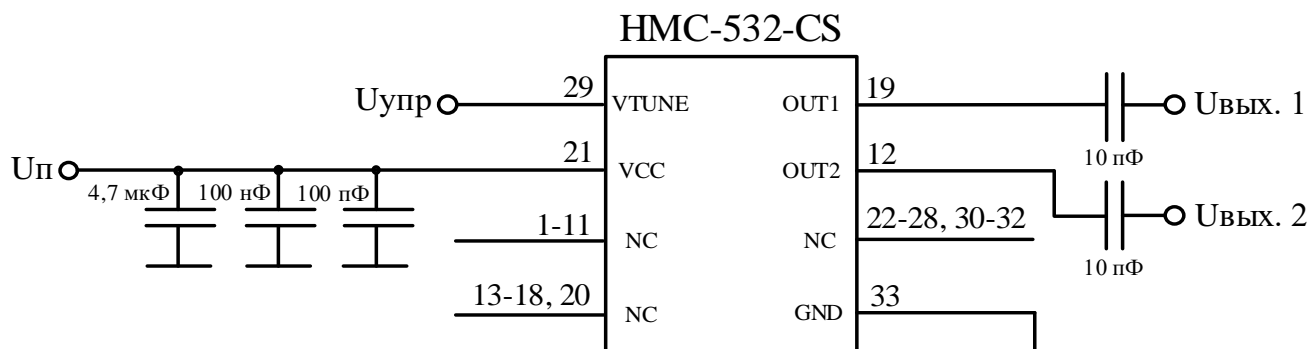 HMC-532-CS
Uупр
29
VTUNE
OUT1
19
Uвых. 1
10 пФ
Uп
21
VCC
OUT2
12
4,7 мкФ
100 нФ
100 пФ
Uвых. 2
10 пФ
1-11
NC
NC
22-28, 30-32
13-18, 20
NC
GND
33